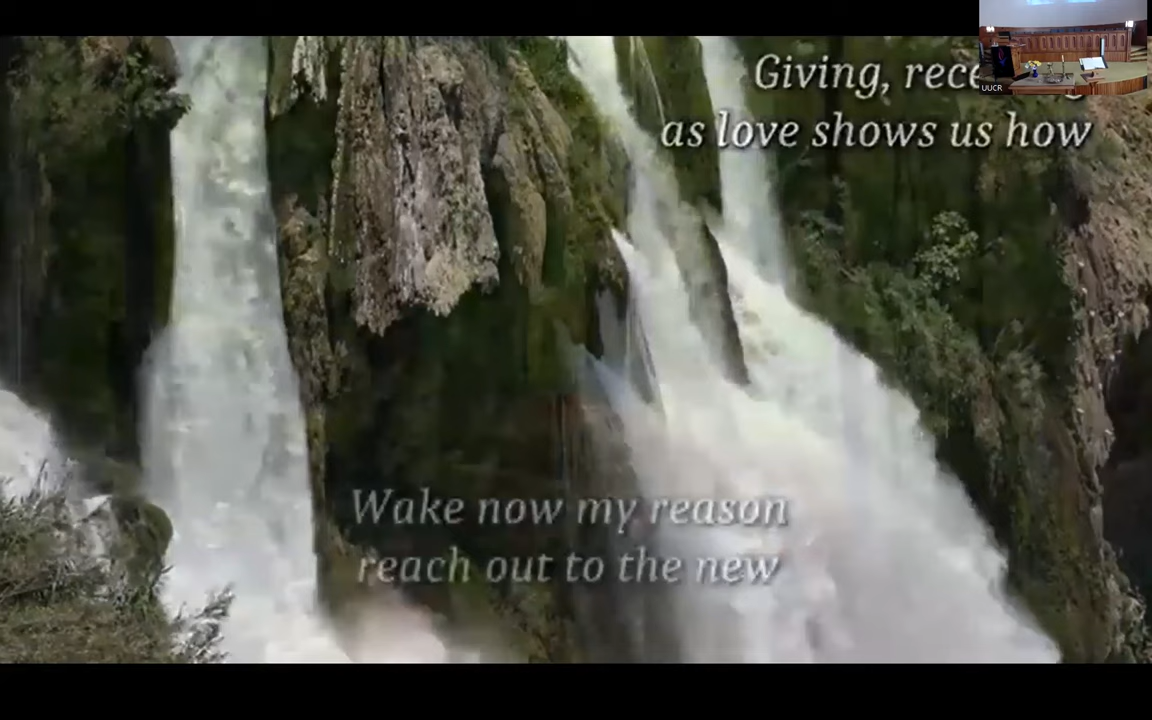 Giving, rece
as love shows us how
UUCR
Wake now my reason
reach out to the new